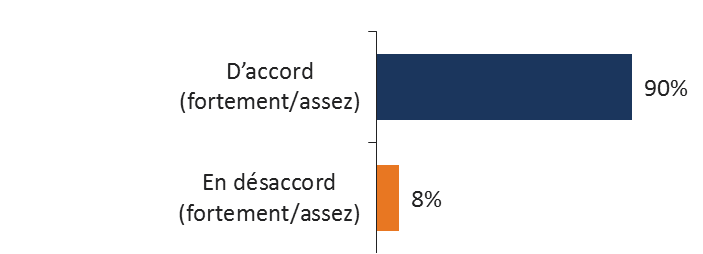 D’accord
(fortement/assez)
90%
En désaccord
(fortement/assez)
8%